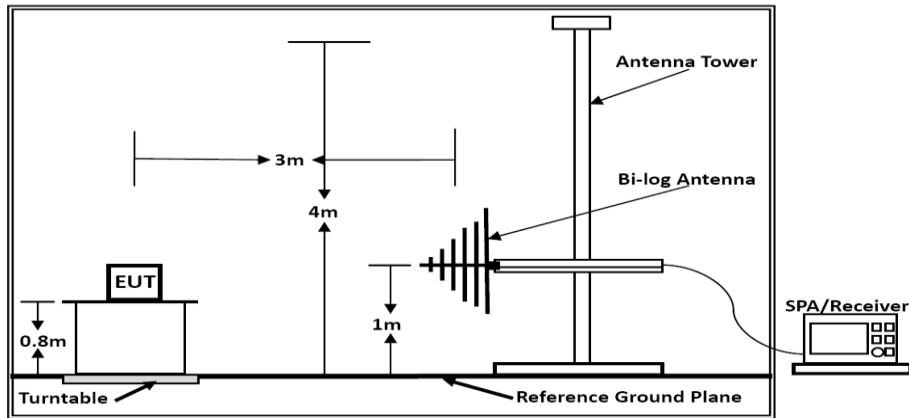 Antenna Tower
3m
Bi-log Antenna
4m
EUT
SPA/Receiver
1m
0.8m
Turntable
Reference Ground Plane